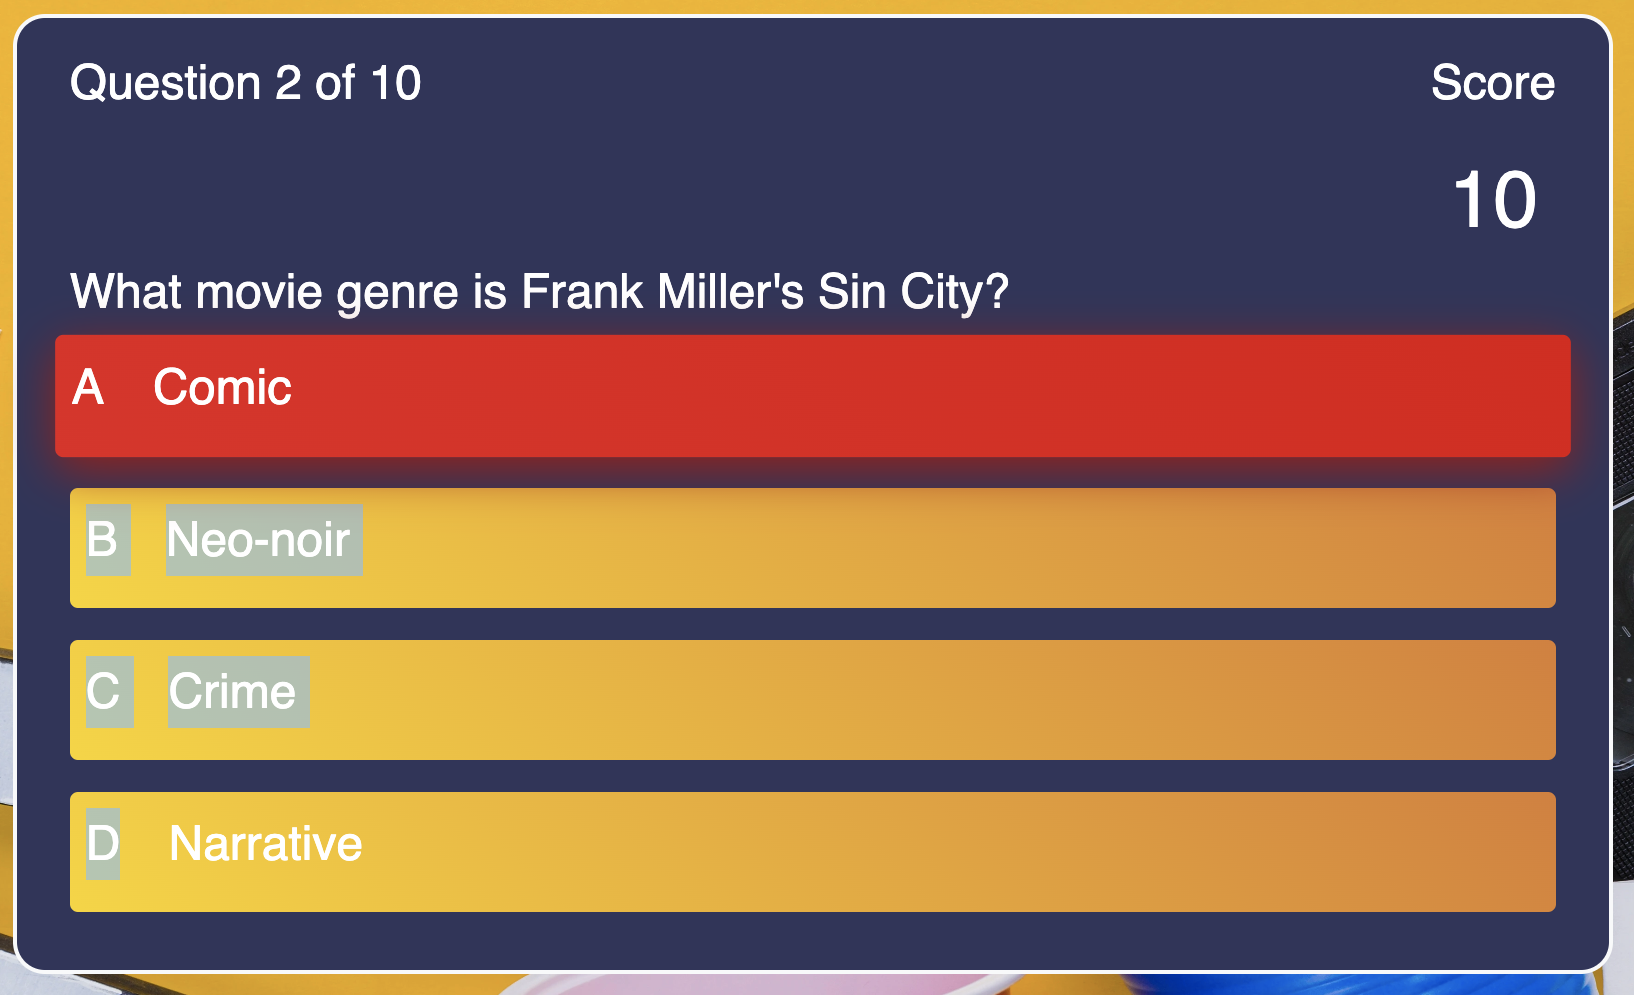 Question 2 of 10
Score
10
What movie genre is Frank Miller's Sin City?
A Comic
B Neo-noir
C Crime
D Narrative